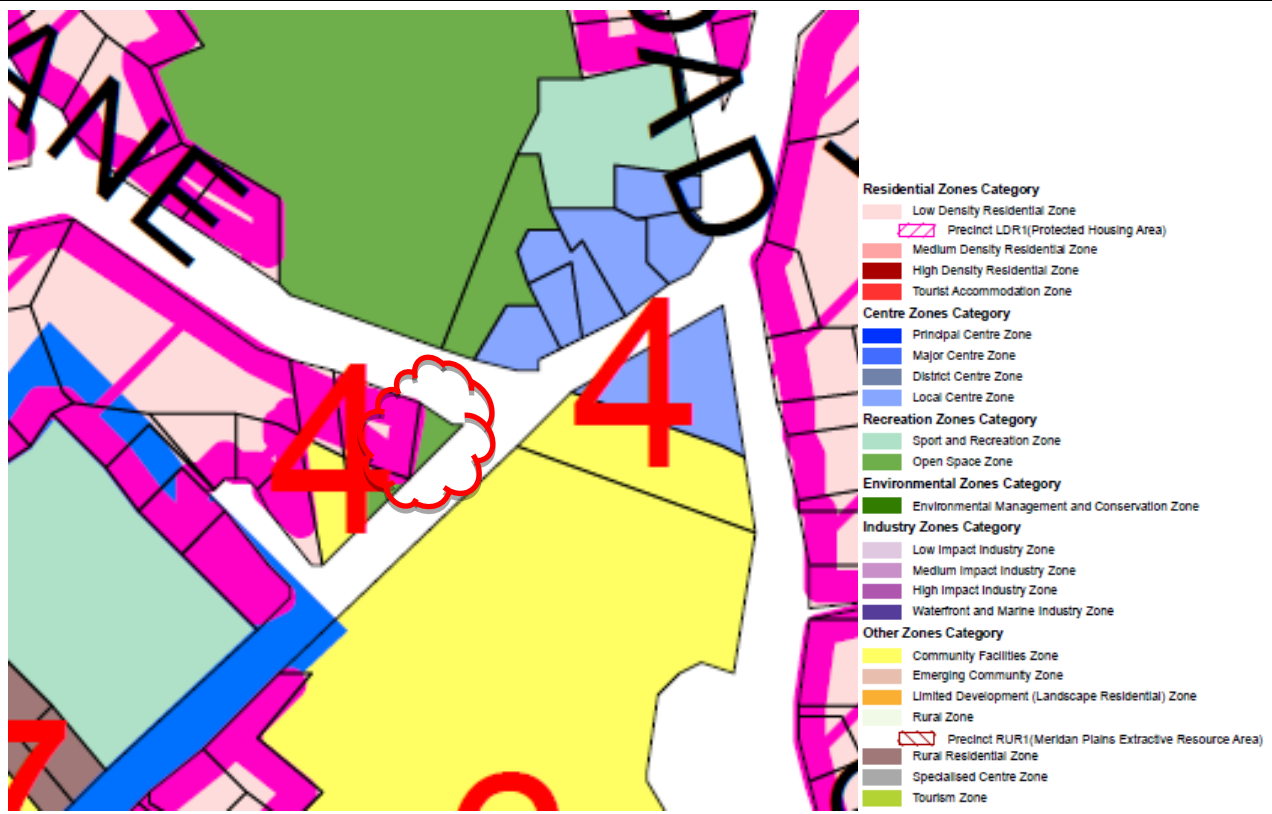 ANE
OAD
4
4
7
Residential Zones Category
Low Density Residential Zone
Precinct LDR1(Protected Housing Area)
Medium Density Residential Zone
High Density Residential Zone
Tourist Accommodation Zone
Centre Zones Category
Principal Centre Zone
Major Centre Zone
District Centre Zone
Local Centre Zone
Recreation Zones Category
Sport and Recreation Zone
Open Space Zone
Environmental Zones Category
Environmental Management and Conservation Zone
Industry Zones Category
Low Impact Industry Zone
Medium Impact Industry Zone
High Impact Industry Zone
Waterfront and Marine Industry Zone
Other Zones Category
Community Facilities Zone
Emerging Community Zone
Limited Development (Landscape Residential) Zone
Rural Zone
Precinct RUR1(Meridan Plains Extractive Resource Area)
Rural Residential Zone
Specialised Centre Zone
Tourism Zone